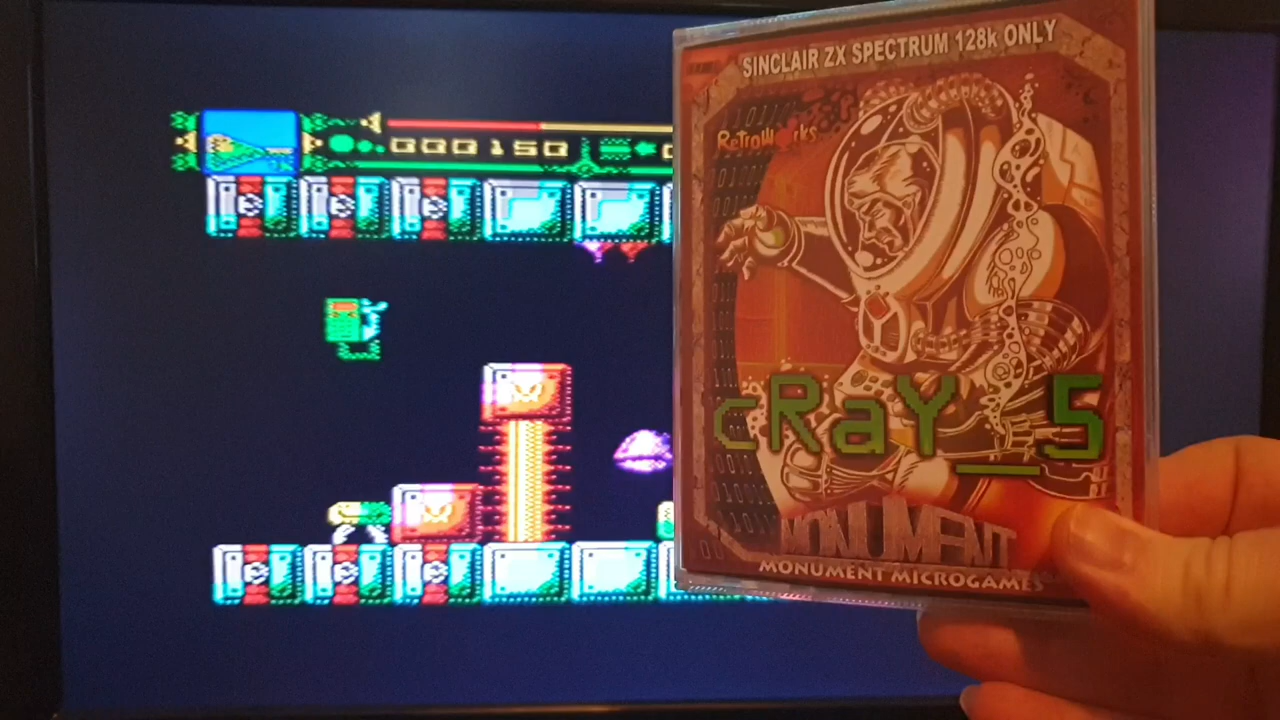 000150
SINCLAIR ZX SPECTRUM 128K ONLY
RetroWorks
cRaY_5
MONUMENT
MONUMENT MICROGAMES